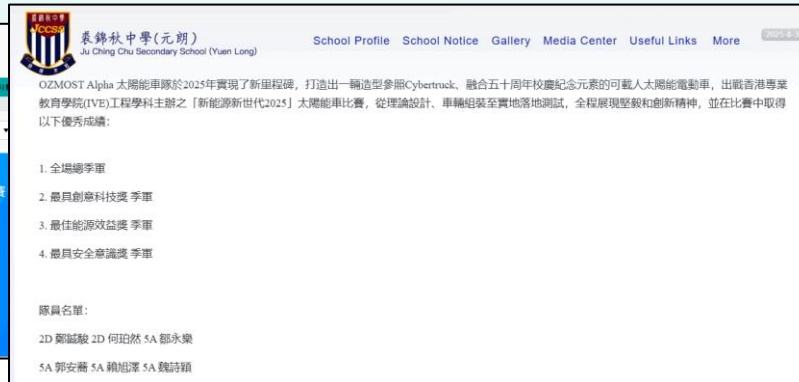 裘錦秋中學
JCCSS
裘錦秋中學(元朗)
Ju Ching Chu Secondary School (Yuen Long)
School Profile School Notice Gallery Media Center Useful Links More
OZMOST Alpha 太陽能車隊於2025年實現了新里程碑，打造出一輛造型參照Cybertruck、融合五十周年校慶紀念元素的可載人太陽能電動車，出戰香港專業
教育學院(IVE)工程學科主辦之「新能源新世代2025」太陽能車比賽，從理論設計、車輛組裝至實地落地測試，全程展現堅毅和創新精神，並在比賽中取得
以下優秀成績：
1. 全場總季軍
2. 最具創意科技獎 季軍
3. 最佳能源效益獎 季軍
4. 最具安全意識獎 季軍
隊員名單：
2D 鄭誠駿 2D 何珀然 5A 鄒永樂
5A 郭安蕎 5A 賴旭澤 5A 魏詩穎